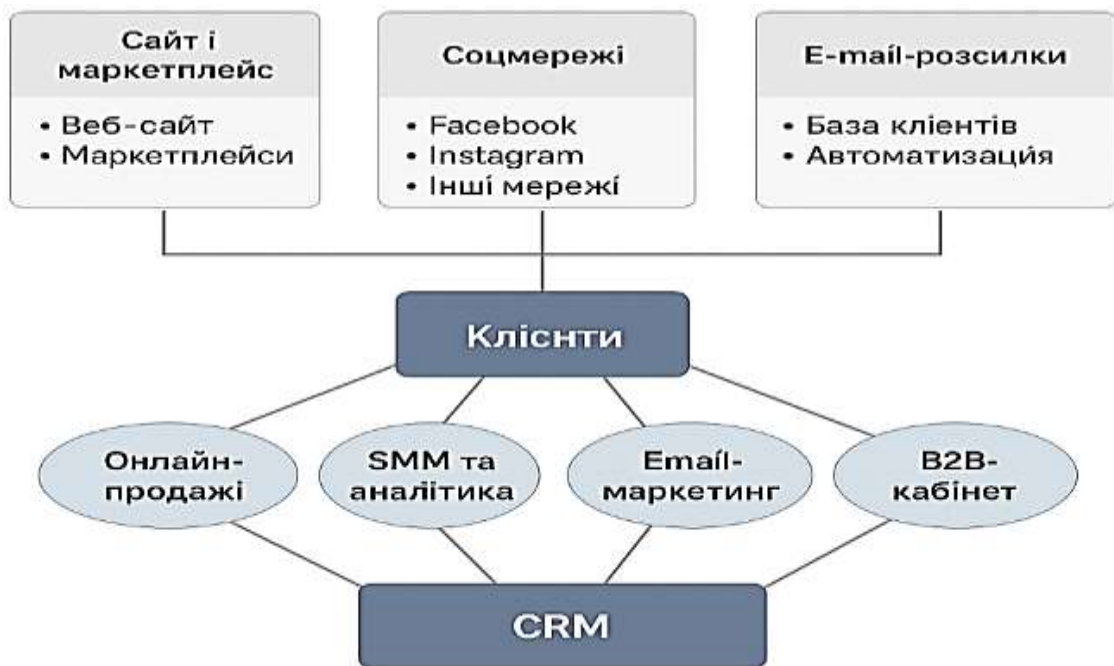 Сайт і
маркетплейс
• Веб-сайт
• Маркетплейси
Соцмережі
• Facebook
• Instagram
• Інші мережі
E-mail-розсилки
• База клієнтів
• Автоматизація
Клієнти
Онлайн-
продажі
SMM та
аналітика
Email-
маркетинг
B2B-
кабінет
CRM